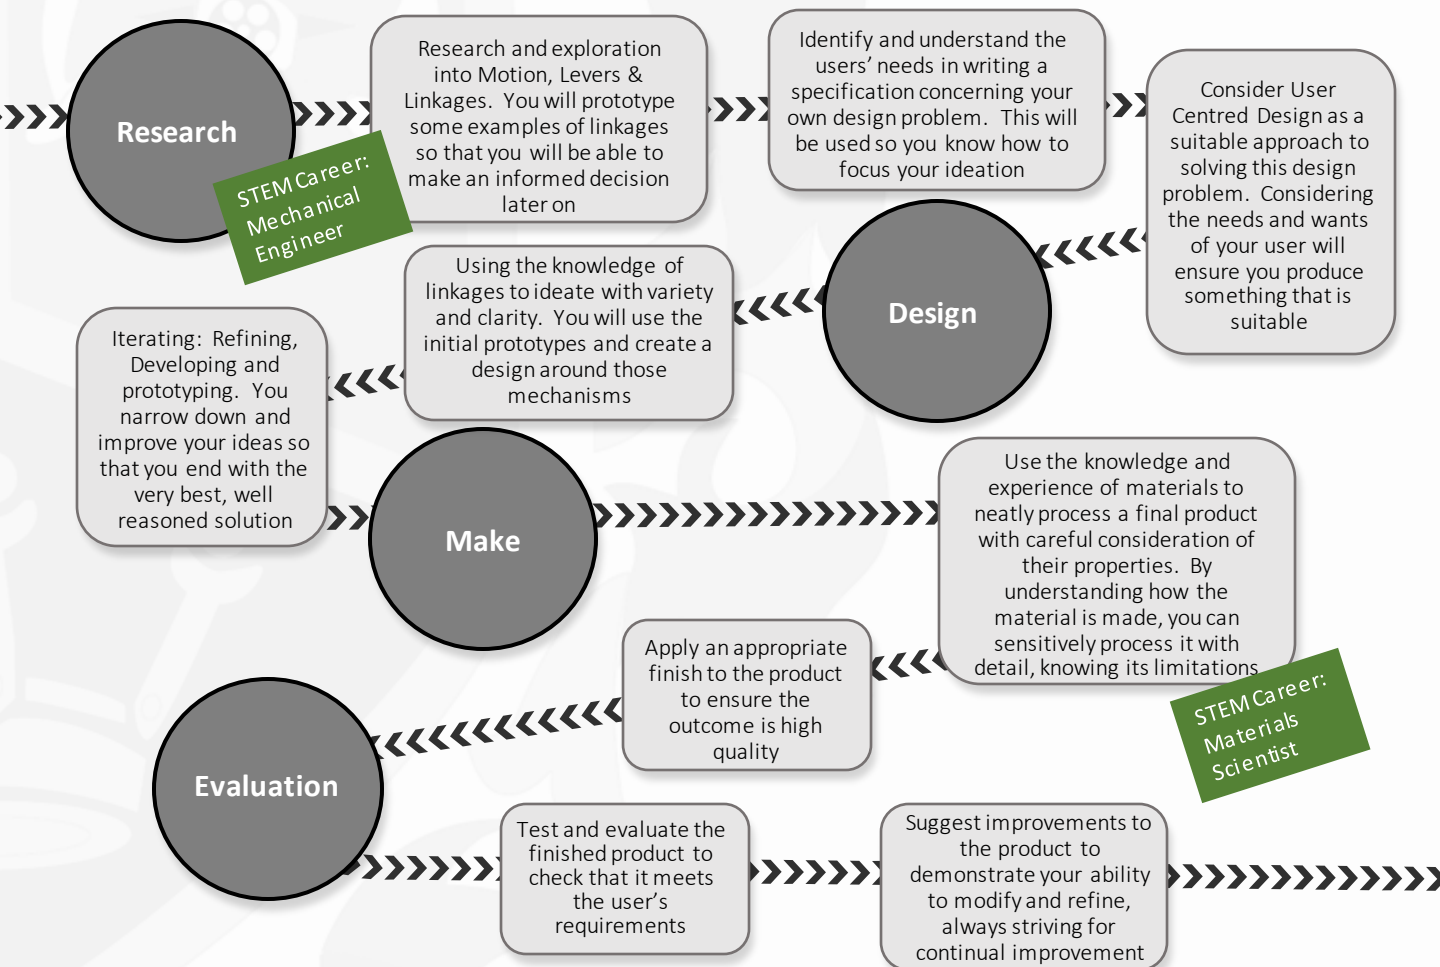 Research
STEM Career:
Mechanical
Engineer
Research and exploration
into Motion, Levers &
Linkages.  You will prototype
some examples of linkages
so that you will be able to
make an informed decision
later on
Identify and understand the
users' needs in writing a
specification concerning your
own design problem.  This will
be used so you know how to
focus your ideation
Consider User
Centred Design as a
suitable approach to
solving this design
problem.  Considering
the needs and wants
of your user will
ensure you produce
something that is
suitable
Design
Using the knowledge of
linkages to ideate with variety
and clarity.  You will use the
initial prototypes and create a
design around those
mechanisms
Iterating:  Refining,
Developing and
prototyping.  You
narrow down and
improve your ideas so
that you end with the
very best, well
reasoned solution
Make
Use the knowledge and
experience of materials to
neatly process a final product
with careful consideration of
their properties.  By
understanding how the
material is made, you can
sensitively process it with
detail, knowing its limitations
STEM Career:
Materials
Scientist
Apply an appropriate
finish to the product
to ensure the
outcome is high
quality
Evaluation
Test and evaluate the
finished product to
check that it meets
the user's
requirements
Suggest improvements to
the product to
demonstrate your ability
to modify and refine,
always striving for
continual improvement